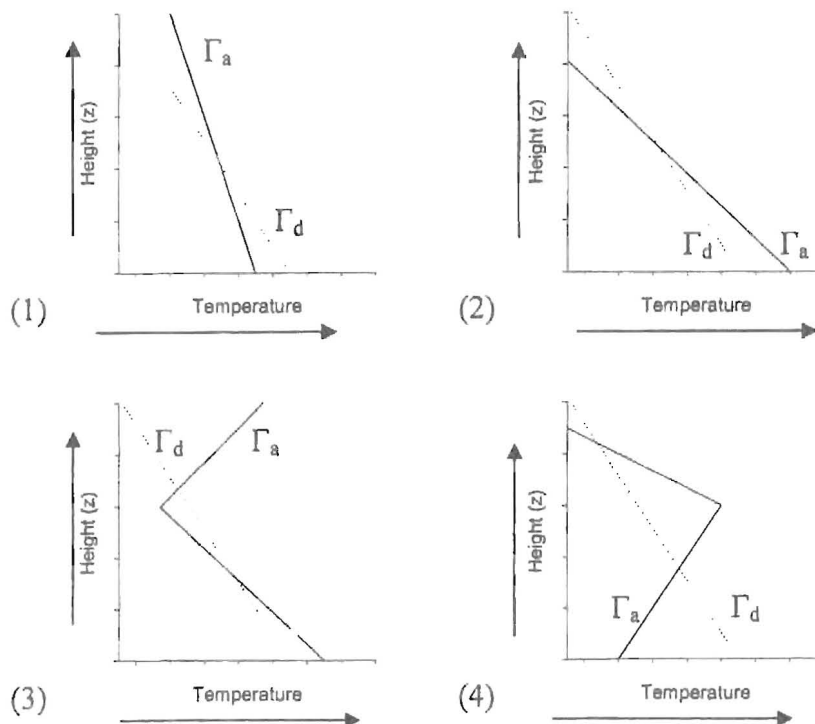 Γa
Height (z)
Γd
Temperature
(1)
Height (z)
Γd
Γa
Temperature
(2)
Γd
Γa
Height (z)
Temperature
(3)
Height (z)
Γa
Γd
Temperature
(4)